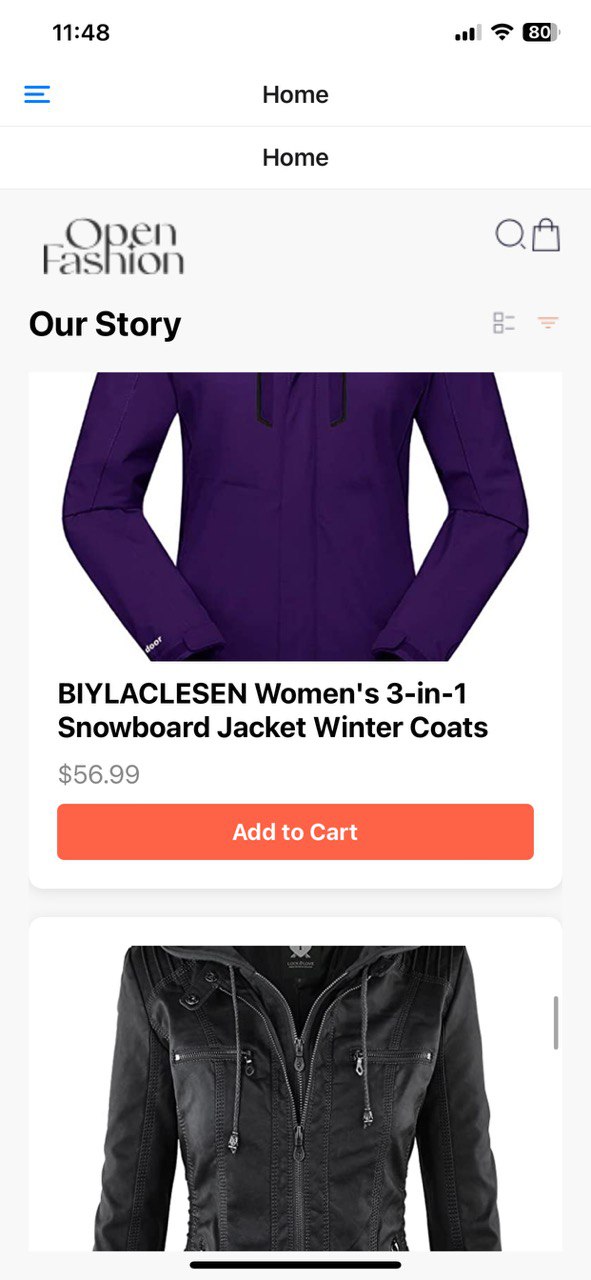 11:48
80
Home
Home
Open
Fashion
Our Story
door
BIYLACLESEN Women's 3-in-1
Snowboard Jacket Winter Coats
$56.99
Add to Cart